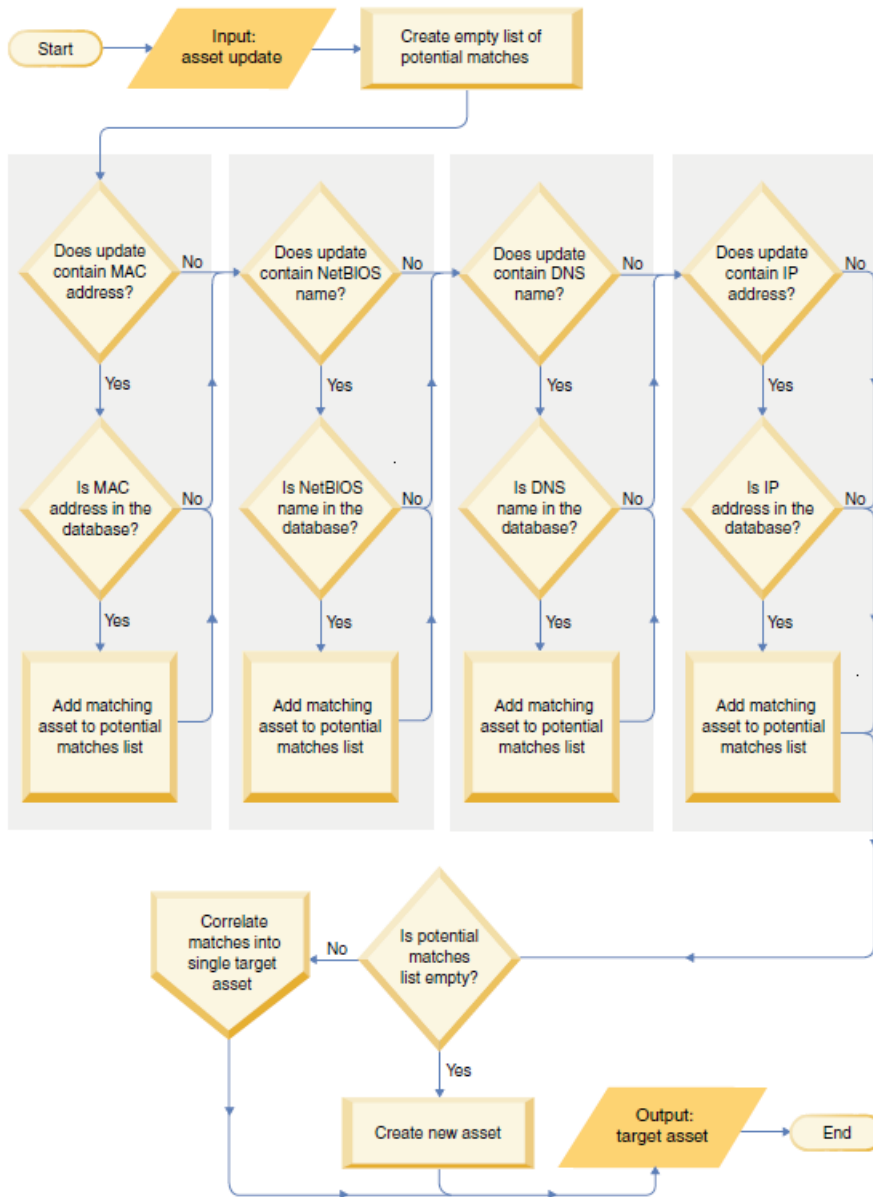 Start
Input:
asset update
Create empty list of
potential matches
Does update
contain MAC
address?
No
Yes
Is MAC
address in the
database?
No
Yes
Add matching
asset to potential
matches list
Does update
contain NetBIOS
name?
No
Yes
Is NetBIOS
name in the
database?
No
Yes
Add matching
asset to potential
matches list
Does update
contain DNS
name?
No
Yes
Is DNS
name in the
database?
No
Yes
Add matching
asset to potential
matches list
Does update
contain IP
address?
No
Yes
Is IP
address in the
database?
No
Yes
Add matching
asset to potential
matches list
Is potential
matches
list empty?
No
Correlate
matches into
single target
asset
Yes
Create new asset
Output:
target asset
End